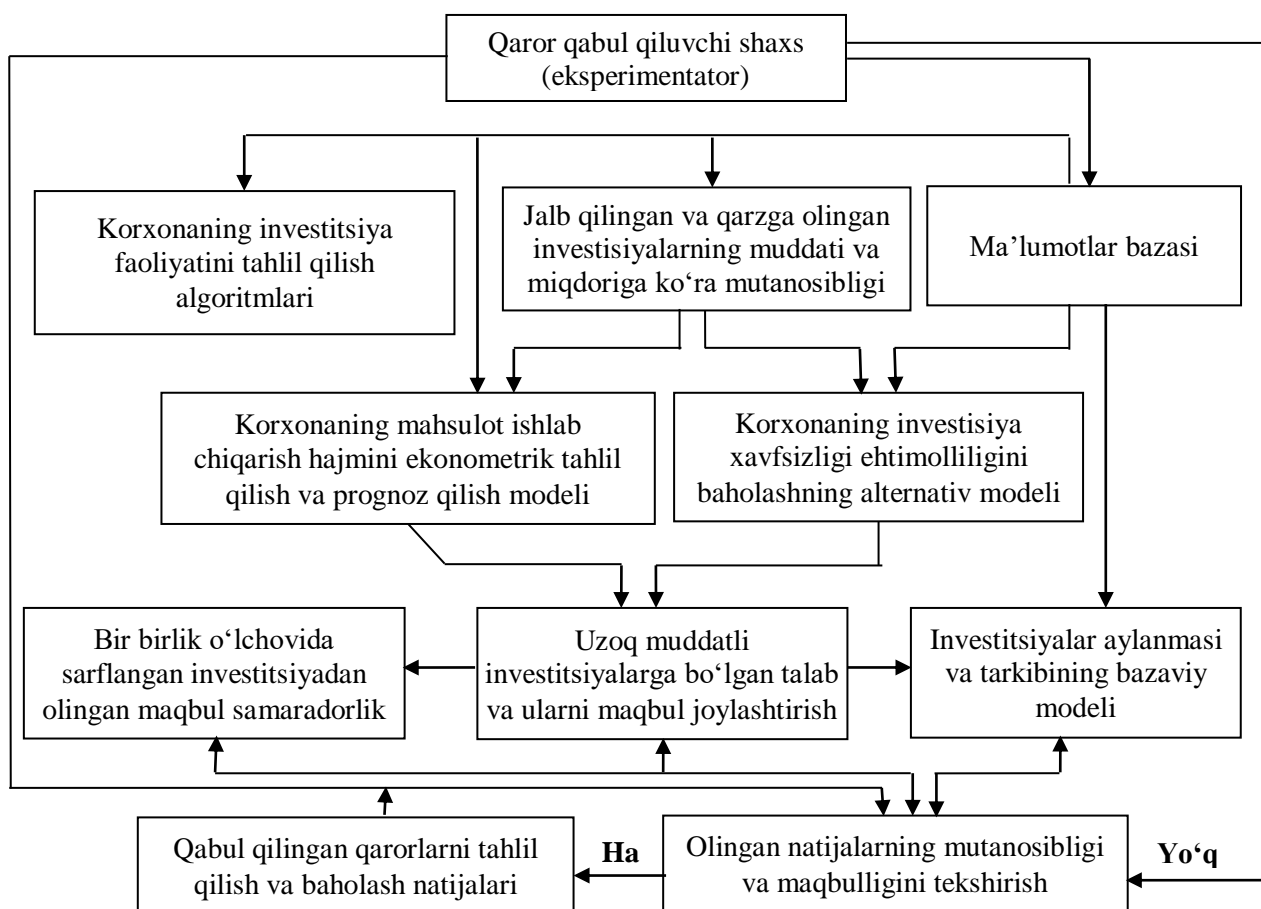 Qaror qabul qiluvchi shaxs
(eksperimentator)
Korxonaning investitsiya
faoliyatini tahlil qilish
algoritmlari
Jalb qilingan va qarzga olingan
investisiyalarning muddati va
miqdoriga ko‘ra mutanosibligi
Ma’lumotlar bazasi
Korxonaning mahsulot ishlab
chiqarish hajmini ekonometrik tahlil
qilish va prognoz qilish modeli
Korxonaning investisiya
xavfsizligi ehtimolliligini
baholashning alternativ modeli
Bir birlik o‘lchovida
sarflangan investitsiyadan
olingan maqbul samaradorlik
Uzoq muddatli
investitsiyalarga bo‘lgan talab
va ularni maqbul joylashtirish
Investitsiyalar aylanmasi
va tarkibining bazaviy
modeli
Qabul qilingan qarorlarni tahlil
qilish va baholash natijalari
Ha
Olingan natijalarning mutanosibligi
va maqbulligini tekshirish
Yo‘q